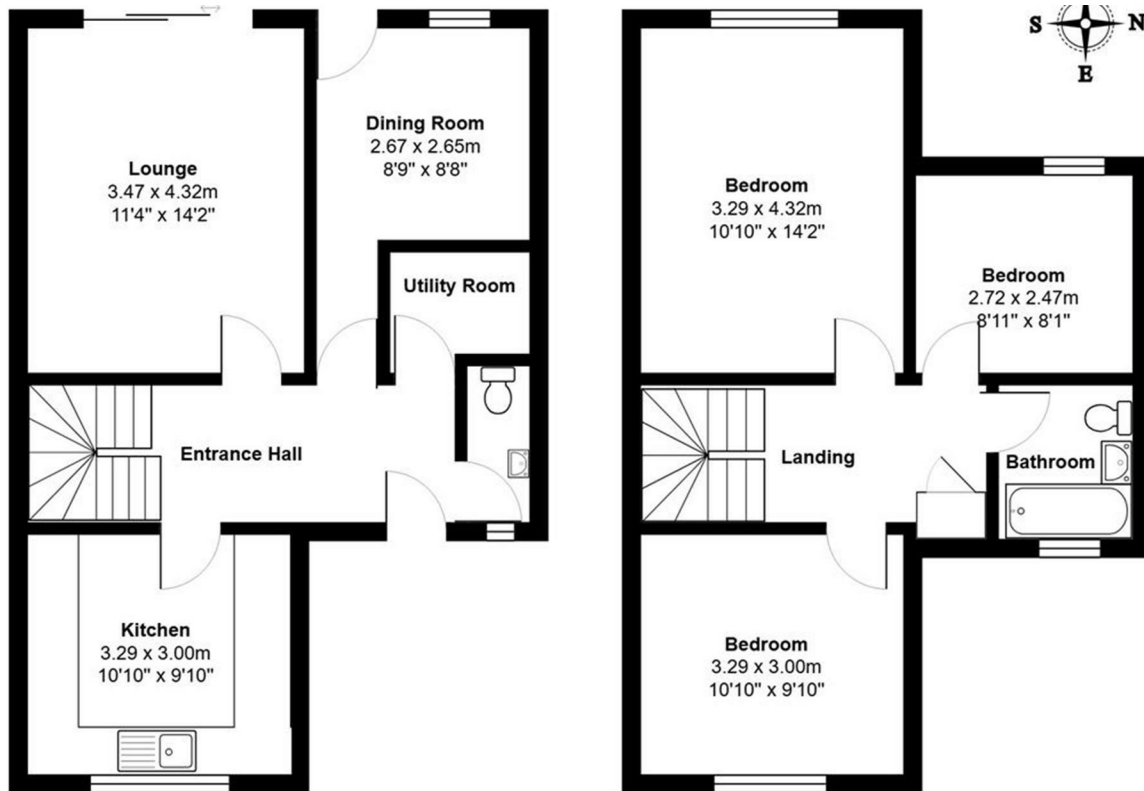 Lounge
3.47 x 4.32m
11'4" x 14'2"
Dining Room
2.67 x 2.65m
8'9" x 8'8"
Utility Room
Entrance Hall
Kitchen
3.29 x 3.00m
10'10" x 9'10"
S
N
E
Bedroom
3.29 x 4.32m
10'10" x 14'2"
Bedroom
2.72 x 2.47m
8'11" x 8'1"
Landing
Bathroom
Bedroom
3.29 x 3.00m
10'10" x 9'10"